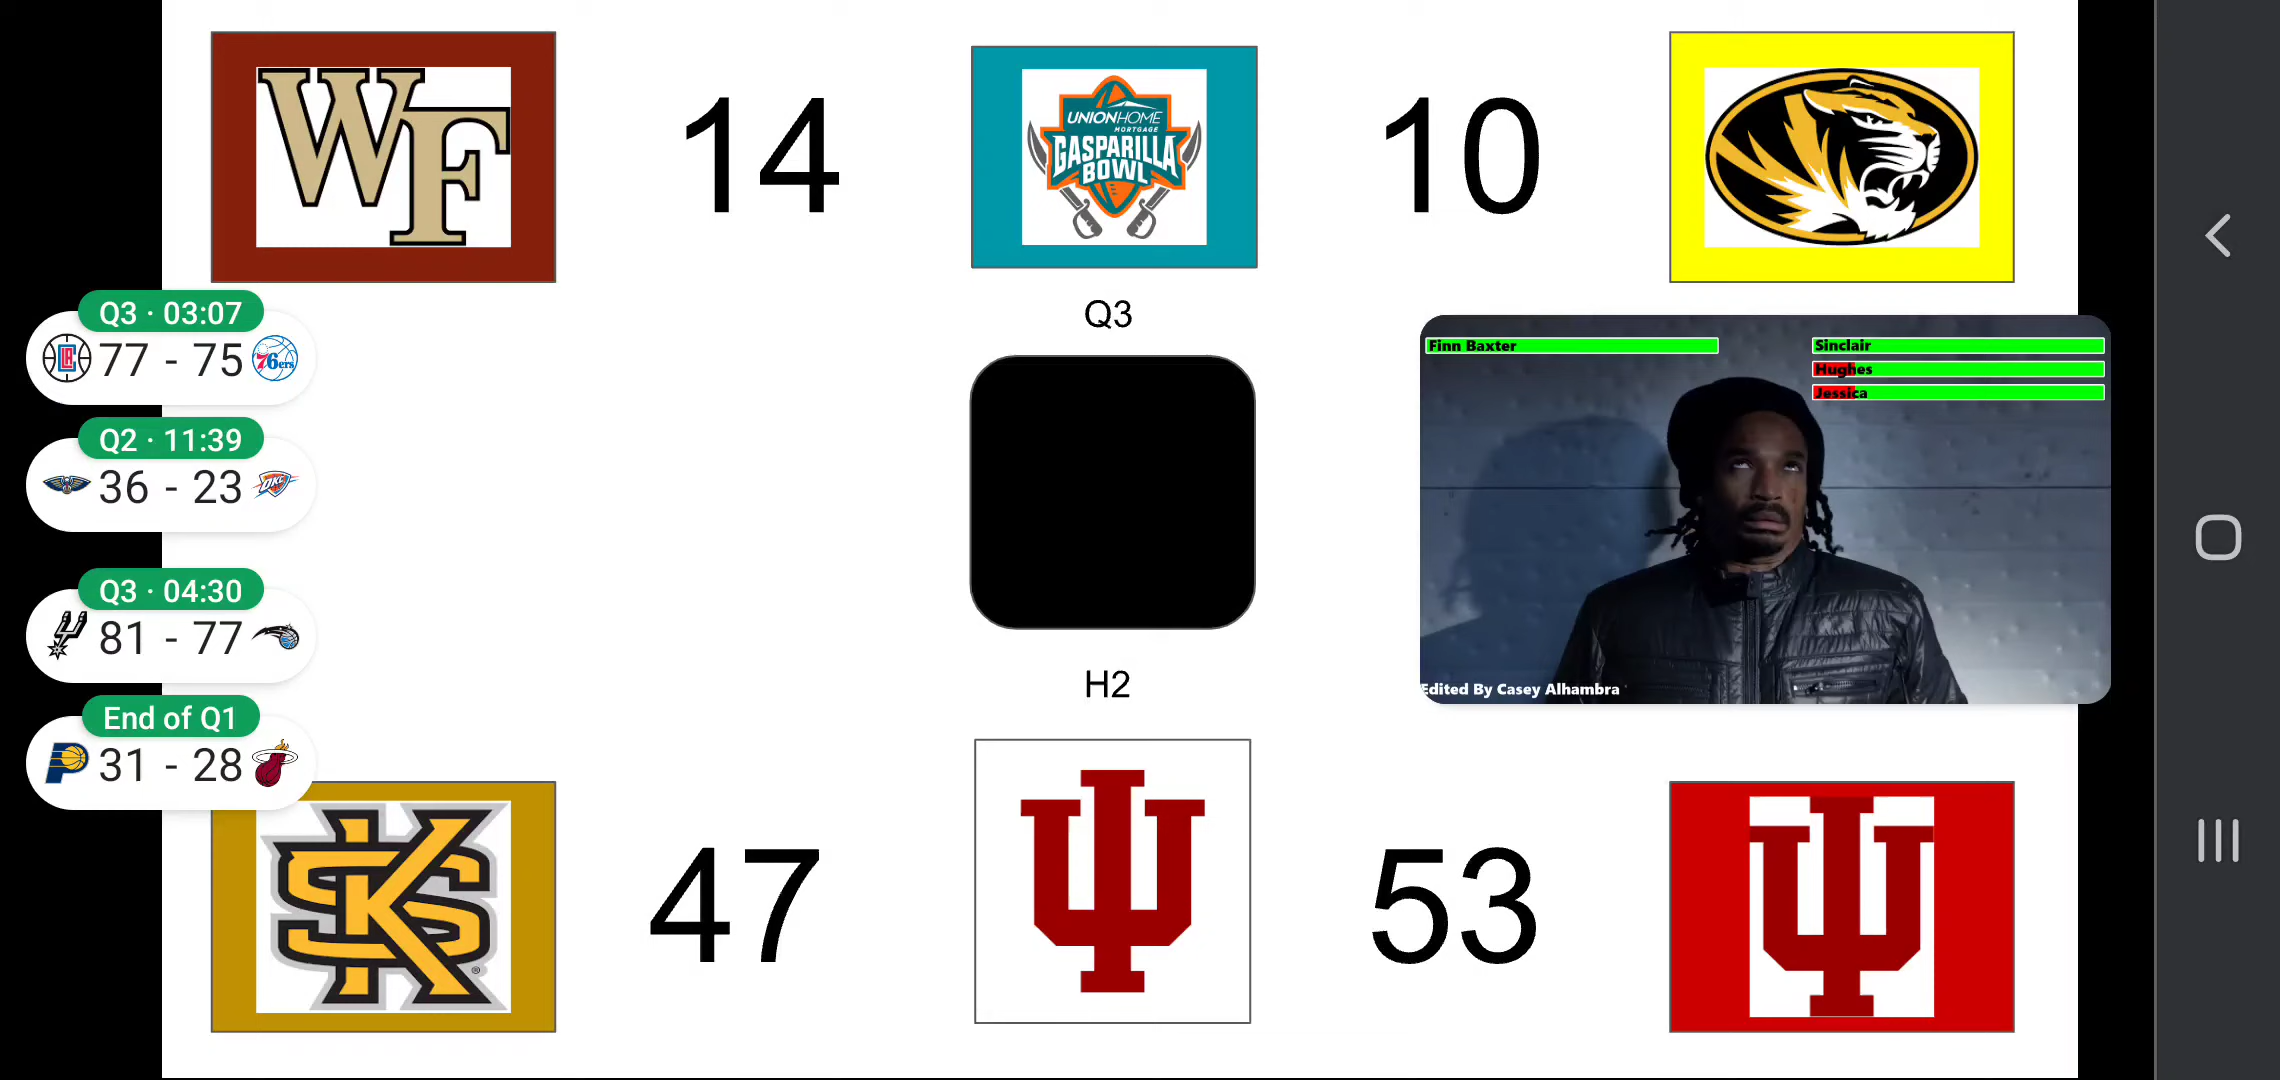 WF
14
UNIONHOME
MORTGAGE
GASPARILLA
BOWL
10
Q3
Q3 · 03:07
LAC
77 - 75
76ers
Q2 · 11:39
36 - 23
OKC
Q3 · 04:30
81 - 77
End of Q1
31 - 28
Finn Baxter
Sinclair
Hughes
Jessica
Edited By Casey Alhambra
H2
KS
®
47
53